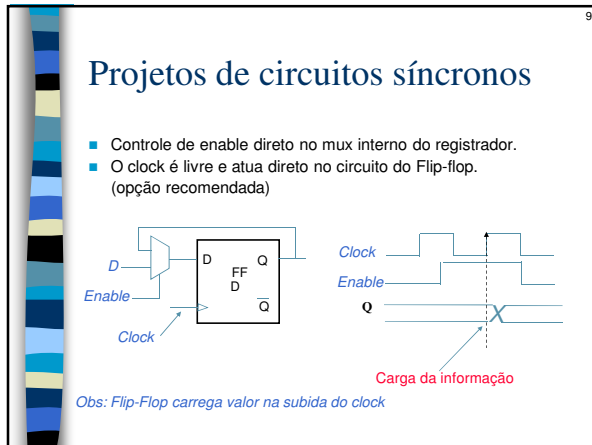 9
Projetos de circuitos síncronos
Controle de enable direto no mux interno do registrador.
O clock é livre e atua direto no circuito do Flip-flop.
(opção recomendada)
D
Enable
Clock
D
Q
FF
D
Q
Clock
Enable
Q
Carga da informação
Obs: Flip-Flop carrega valor na subida do clock